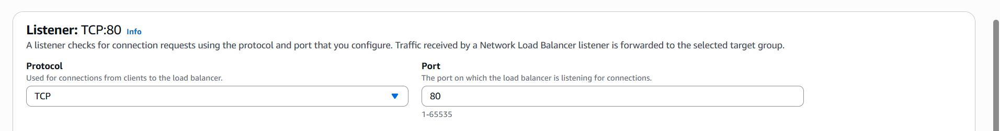 Listener: TCP:80 Info
A listener checks for connection requests using the protocol and port that you configure. Traffic received by a Network Load Balancer listener is forwarded to the selected target group.
Protocol
Used for connections from clients to the load balancer.
TCP
Port
The port on which the load balancer is listening for connections.
80
1-65535